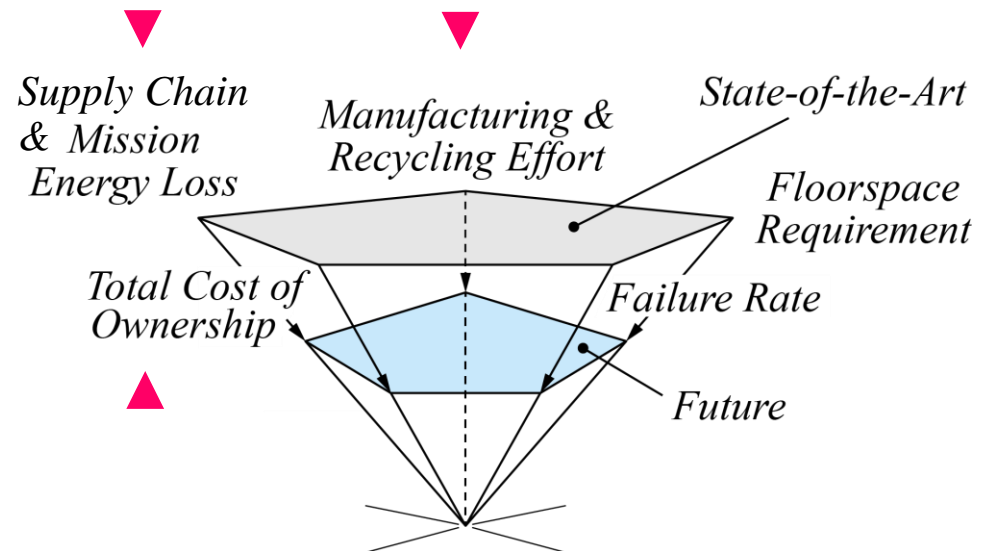 Supply Chain
& Mission
Energy Loss
Manufacturing &
Recycling Effort
State-of-the-Art
Floorspace
Requirement
Total Cost of
Ownership
Failure Rate
Future